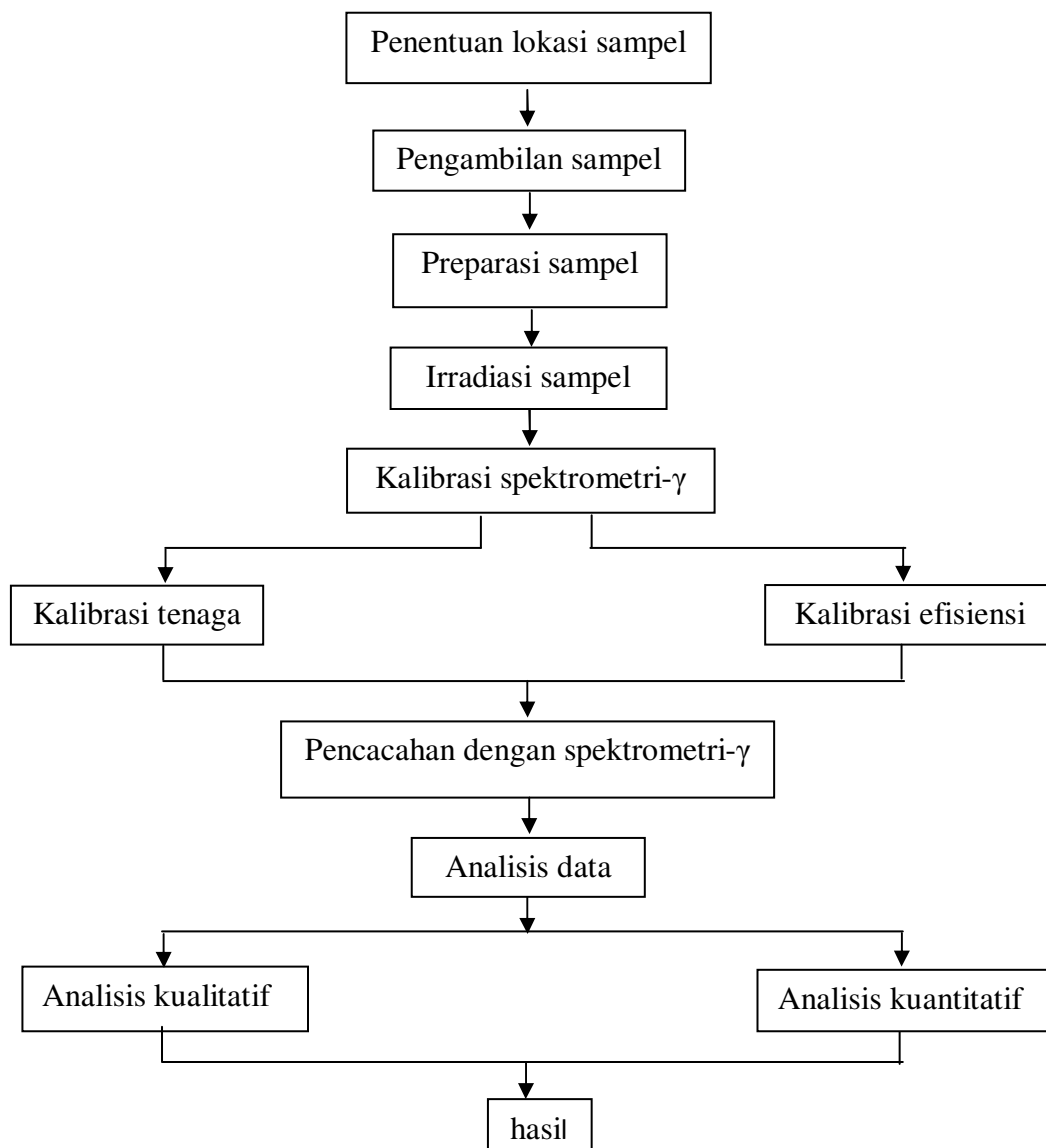 Penentuan lokasi sampel
Pengambilan sampel
Preparasi sampel
Irradiasi sampel
Kalibrasi spektrometri-γ
Kalibrasi tenaga
Kalibrasi efisiensi
Pencacahan dengan spektrometri-γ
Analisis data
Analisis kualitatif
Analisis kuantitatif
hasil